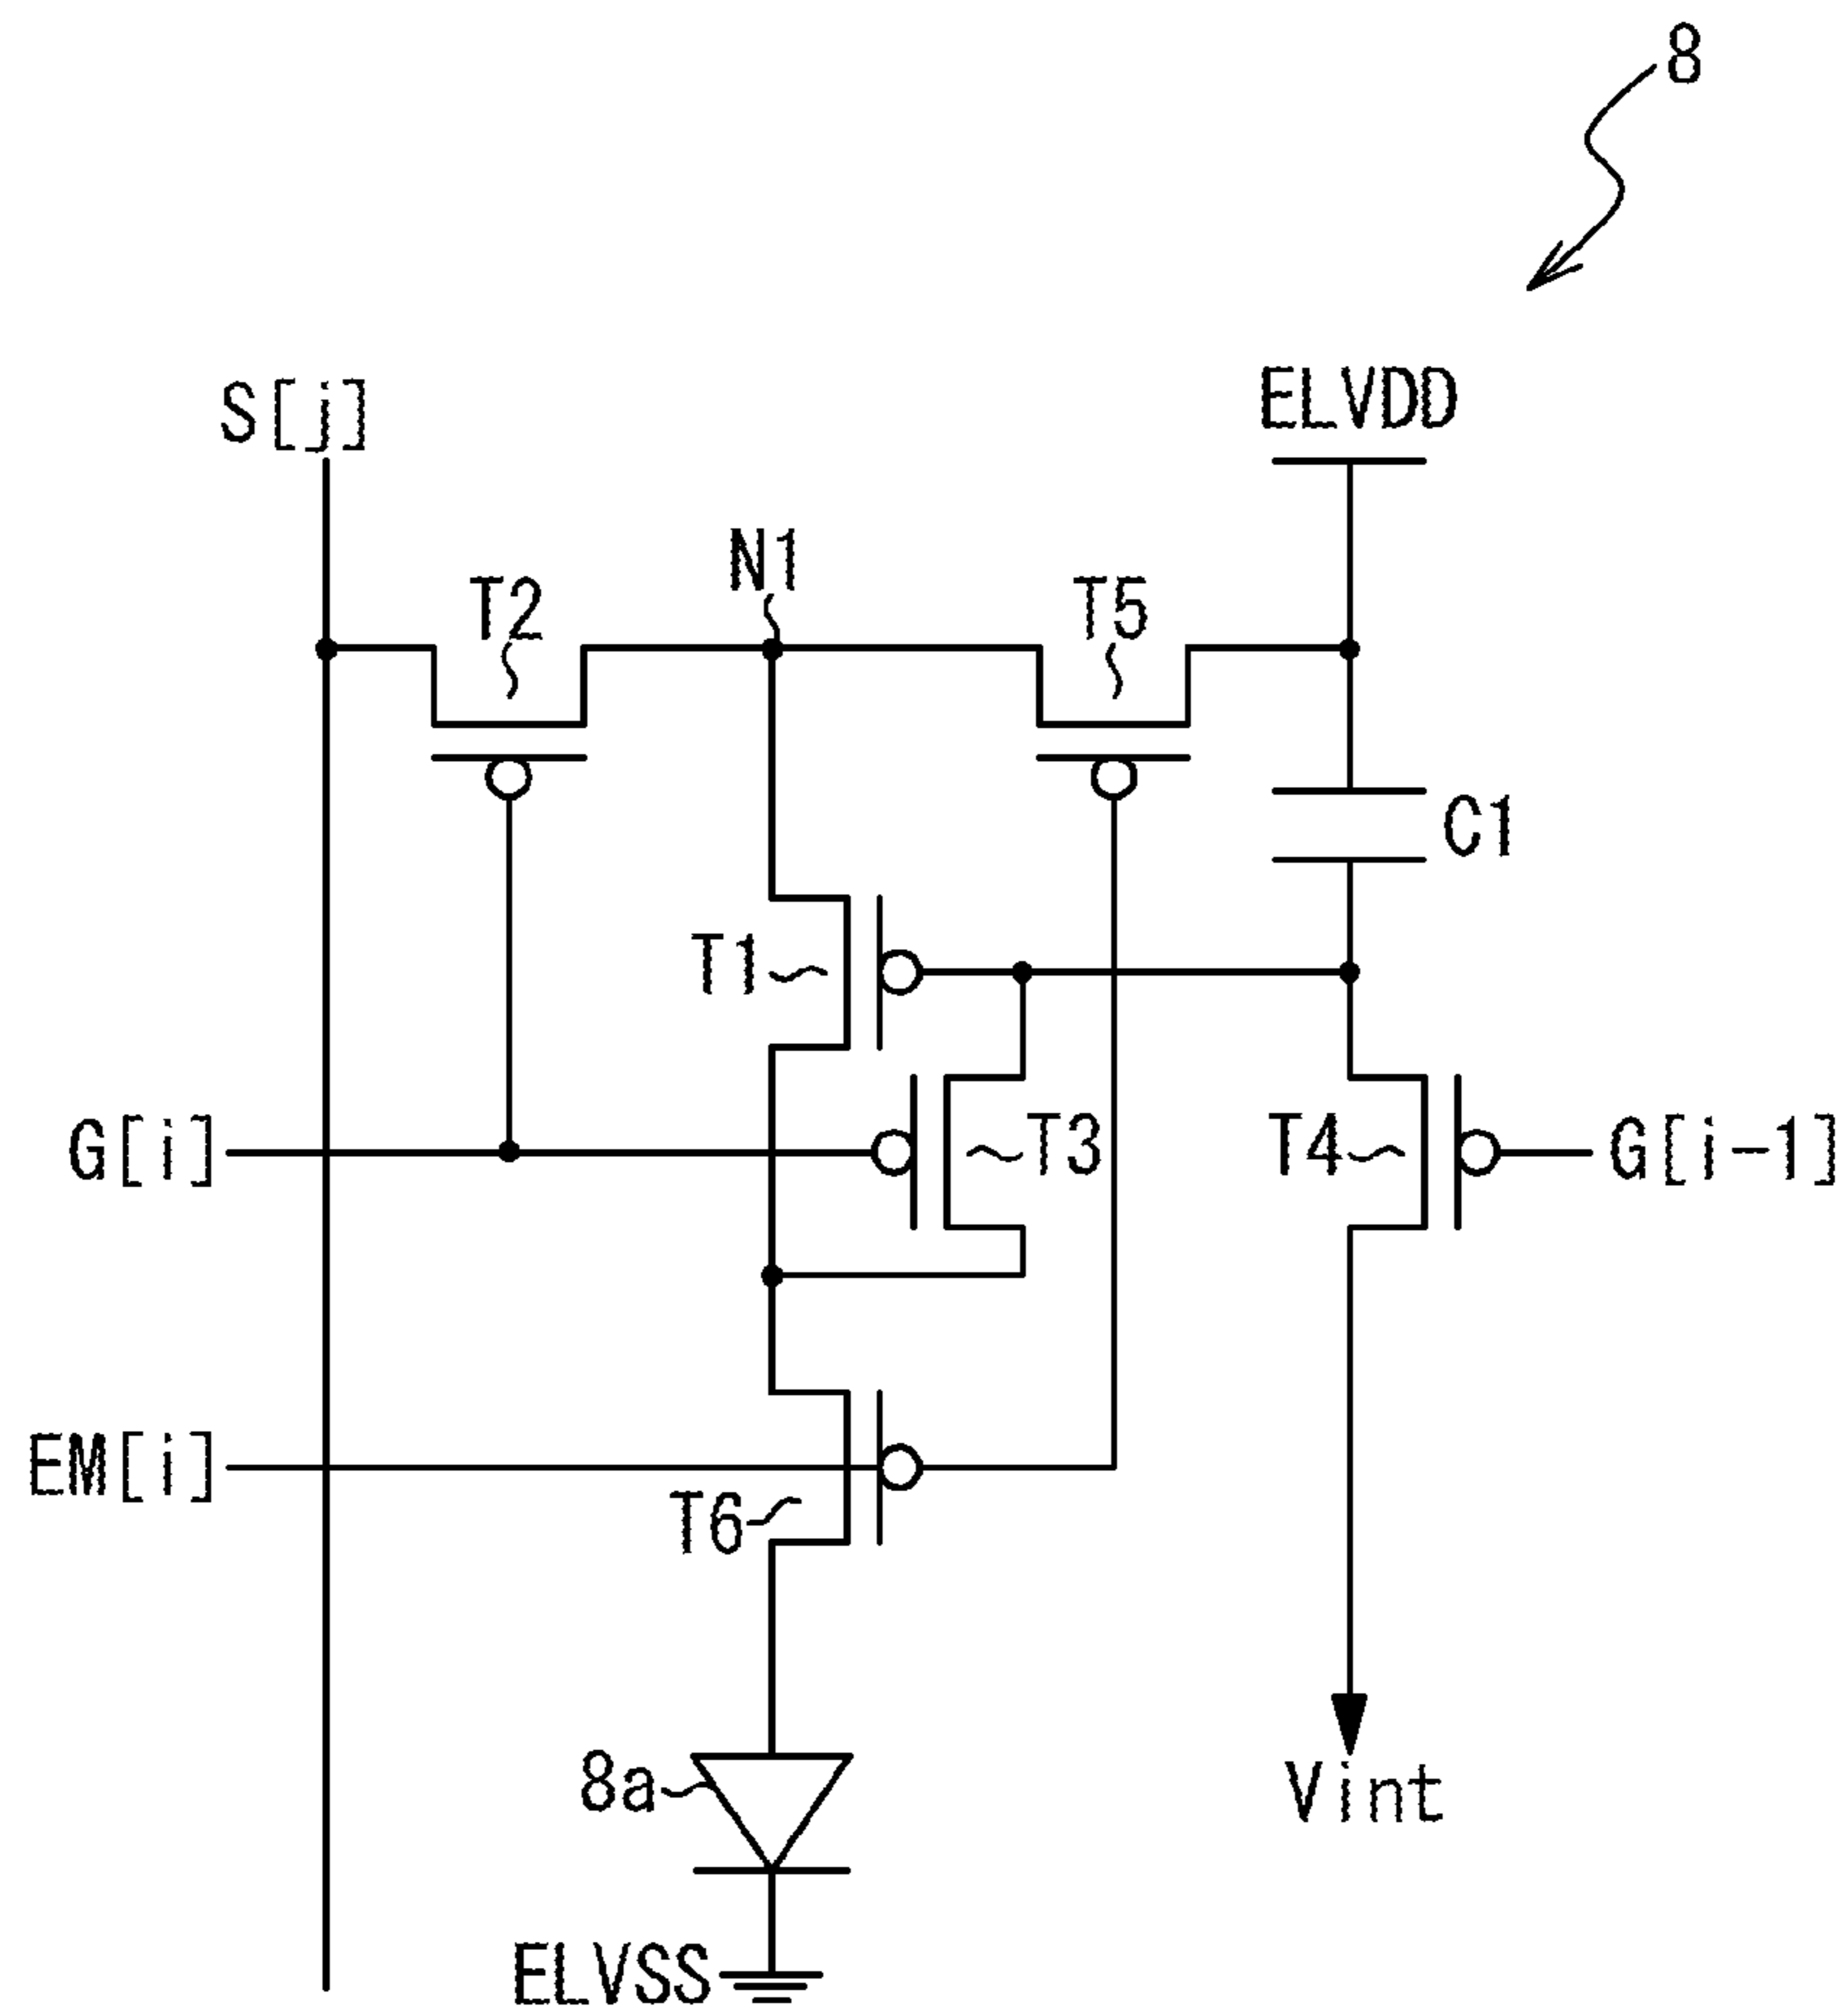 8
S[j]
ELVDD
N1
T2
T5
C1
T1
G[i]
T3
T4
G[i-1]
EM[i]
T6
8a
Vint
ELVSS